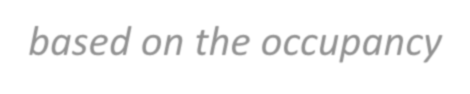 based on the occupancy